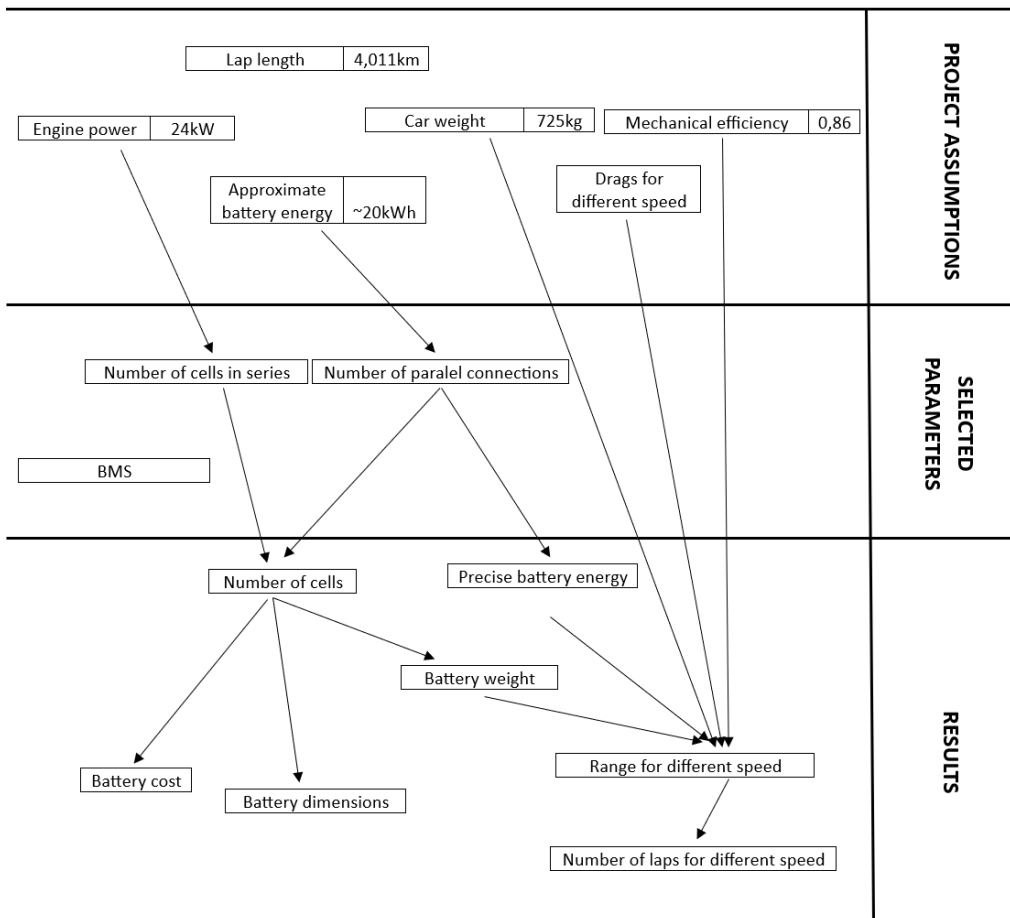 Lap length 4,011km
Engine power 24kW
Car weight 725kg
Mechanical efficiency 0,86
Approximate
battery energy ~20kWh
Drags for
different speed
PROJECT ASSUMPTIONS
Number of cells in series
Number of paralel connections
BMS
SELECTED
PARAMETERS
Number of cells
Precise battery energy
Battery weight
Battery cost
Battery dimensions
Range for different speed
Number of laps for different speed
RESULTS